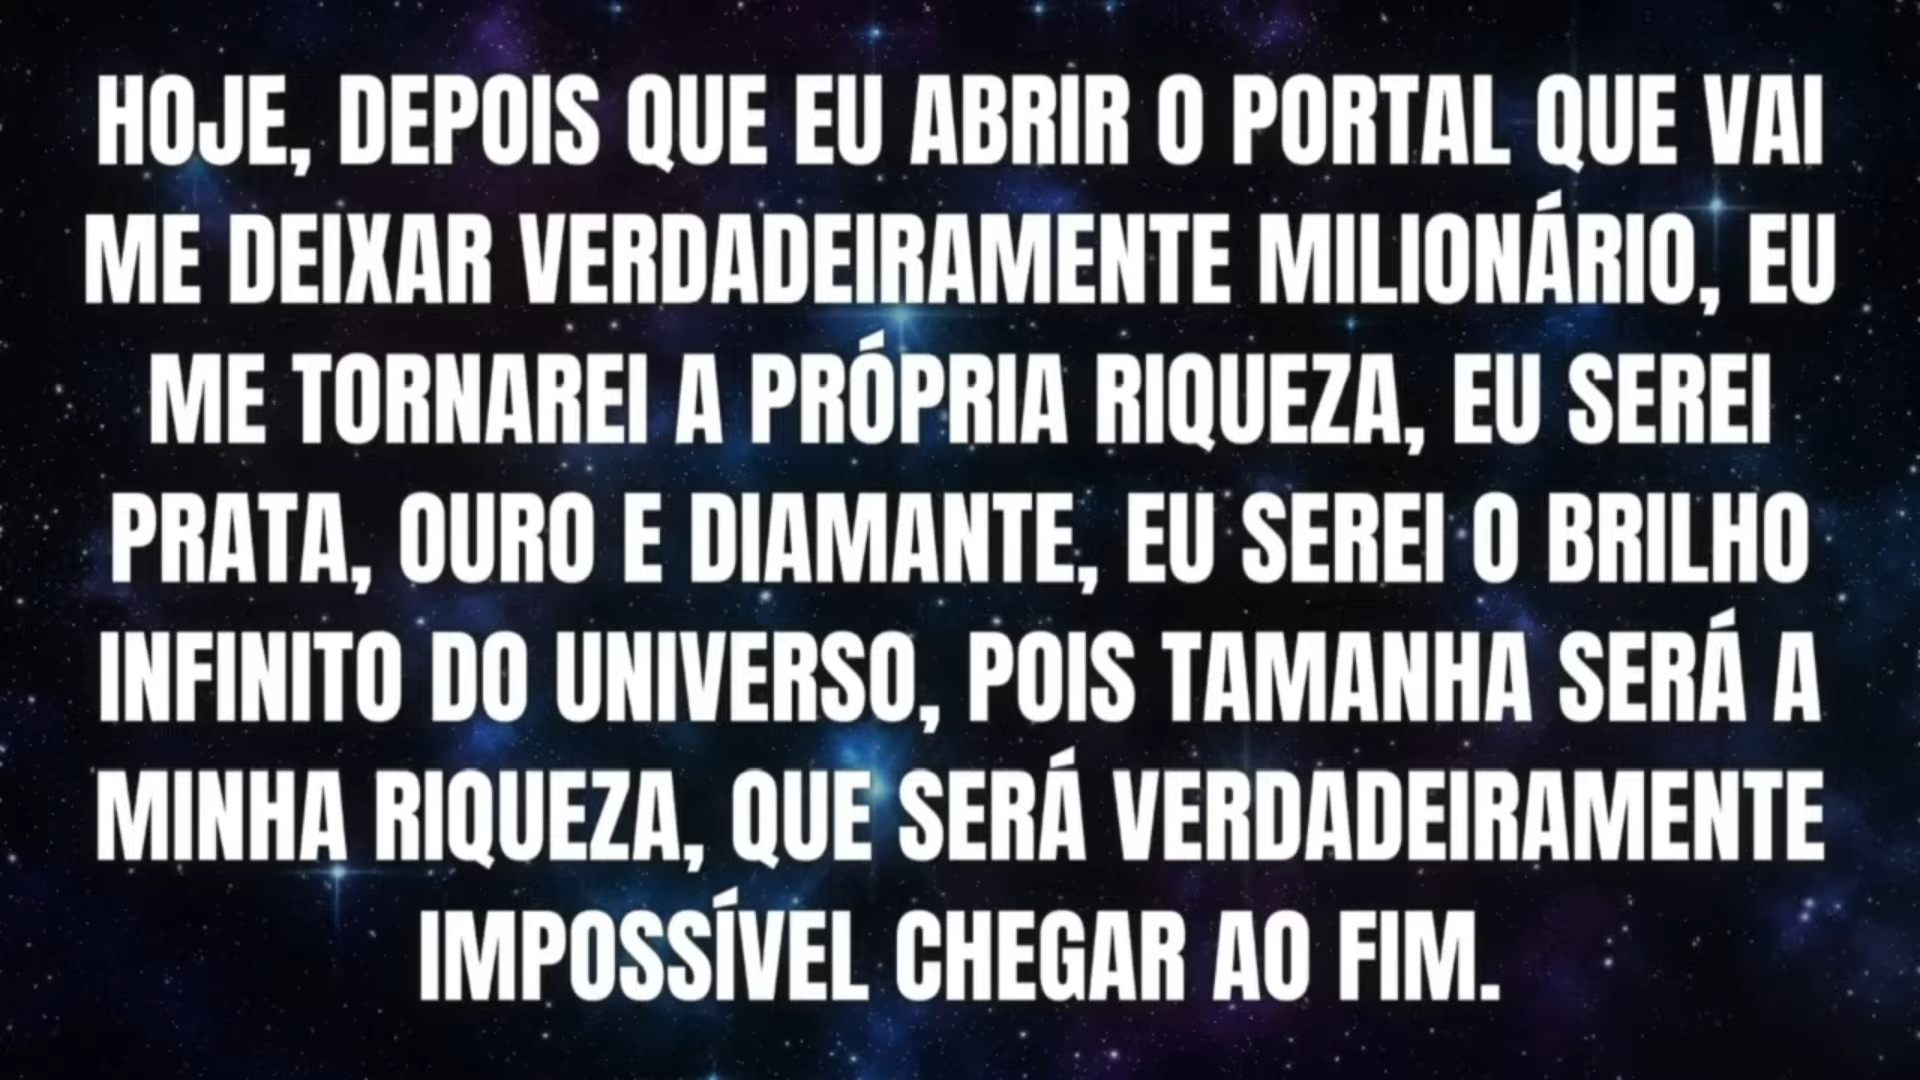 HOJE, DEPOIS QUE EU ABRIR O PORTAL QUE VAI
ME DEIXAR VERDADEIRAMENTE MILIONÁRIO, EU
ME TORNAREI A PRÓPRIA RIQUEZA, EU SEREI
PRATA, OURO E DIAMANTE, EU SEREI O BRILHO
INFINITO DO UNIVERSO, POIS TAMANHA SERÁ A
MINHA RIQUEZA, QUE SERÁ VERDADEIRAMENTE
IMPOSSÍVEL CHEGAR AO FIM.